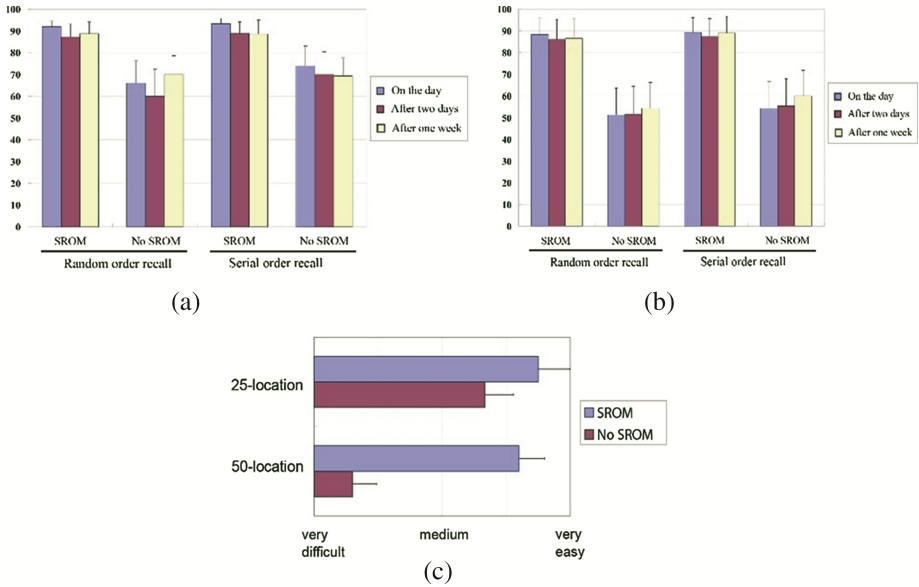 (a)
100
90
80
70
60
50
40
30
20
10
0
SROM No SROM SROM No SROM
Random order recall Serial order recall
On the day
After two days
After one week
(a)
(b)
100
90
80
70
60
50
40
30
20
10
0
SROM No SROM SROM No SROM
Random order recall Serial order recall
On the day
After two days
After one week
(b)
25-location
50-location
SROM
No SROM
very difficult medium very easy
(c)